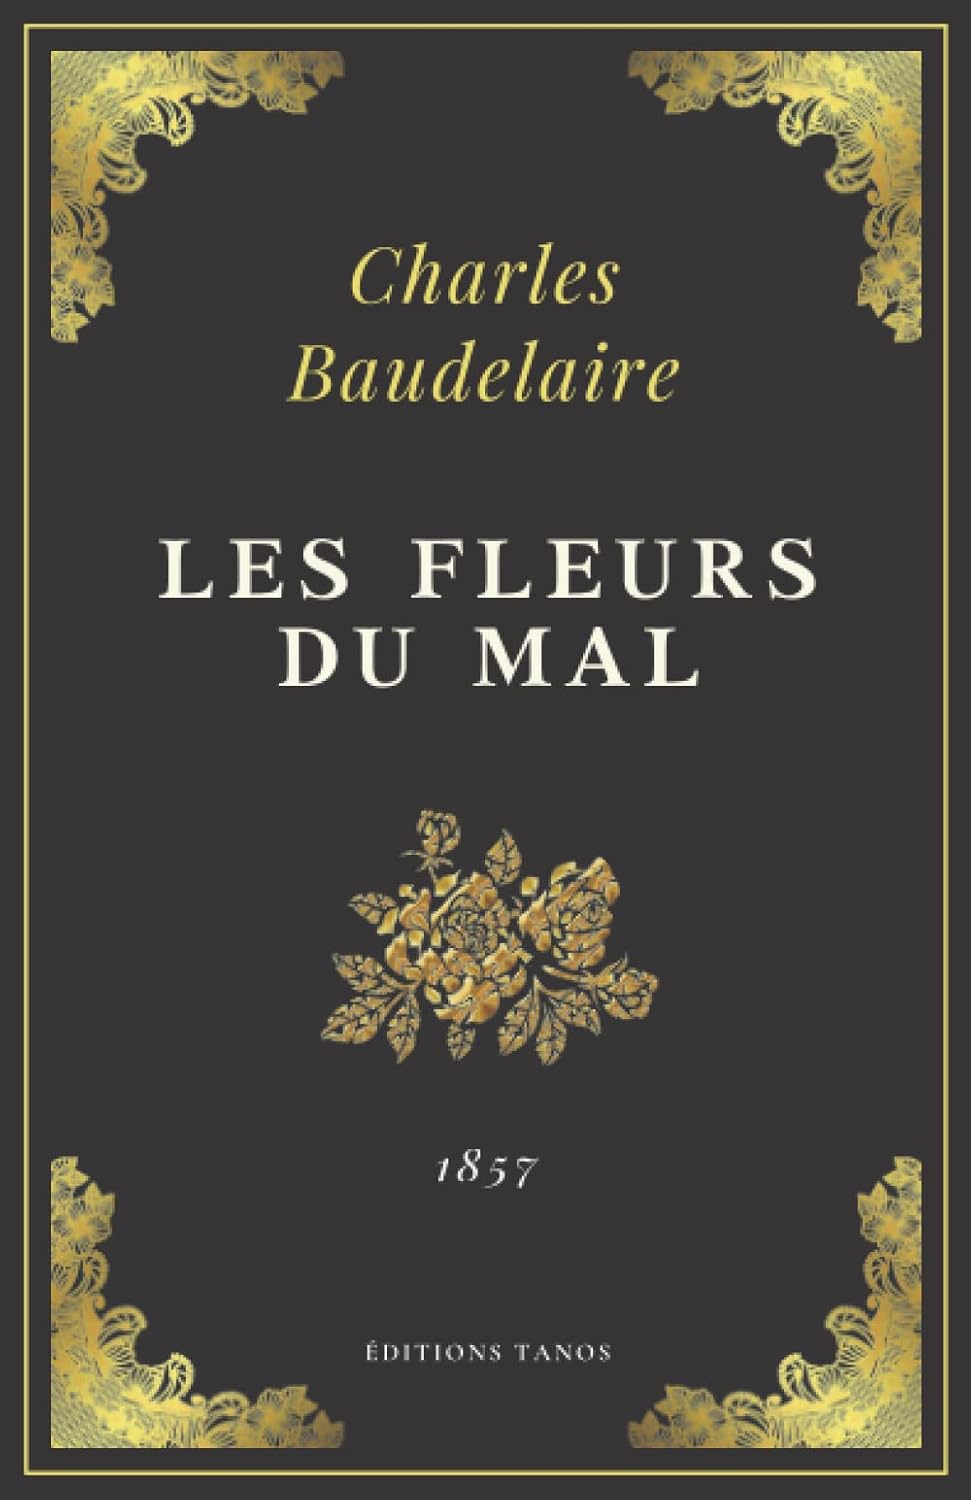 Charles
Baudelaire
LES FLEURS
DU MAL
1857
ÉDITIONS TANOS